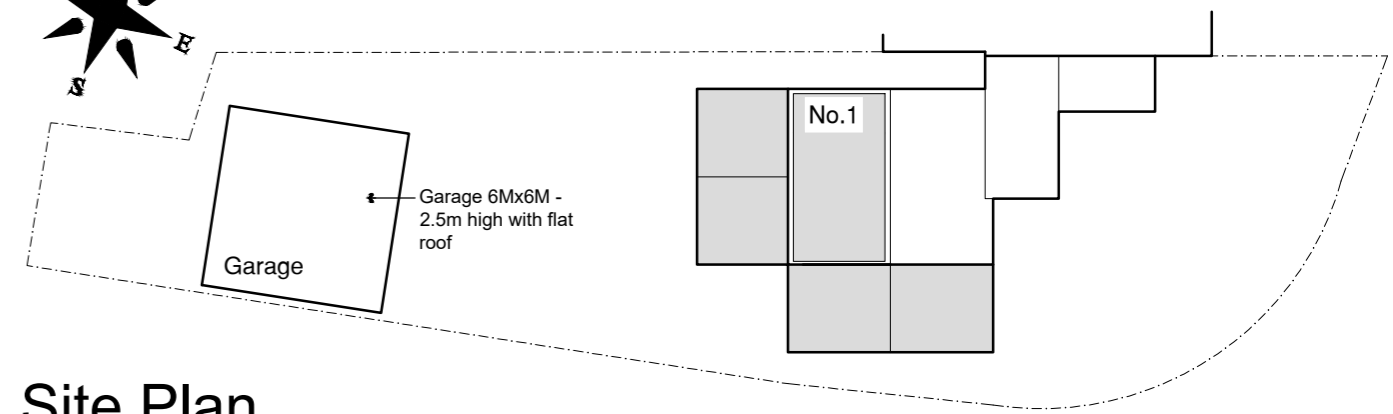 E
S
No.1
Garage 6Mx6M -
2.5m high with flat
roof
Garage
Site Plan